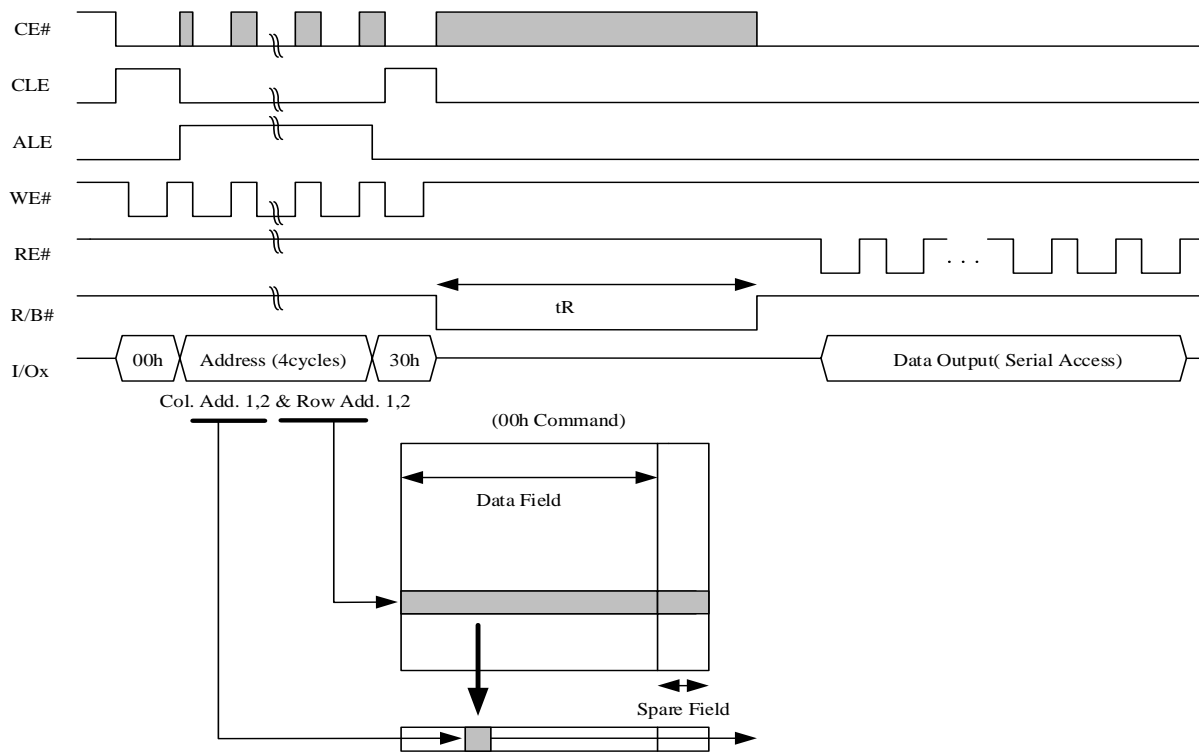 CE#
CLE
ALE
WE#
RE#
. . .
R/B#
tR
I/Ox
00h
Address (4cycles)
30h
Data Output( Serial Access)
Col. Add. 1,2 & Row Add. 1,2
(00h Command)
Data Field
Spare Field